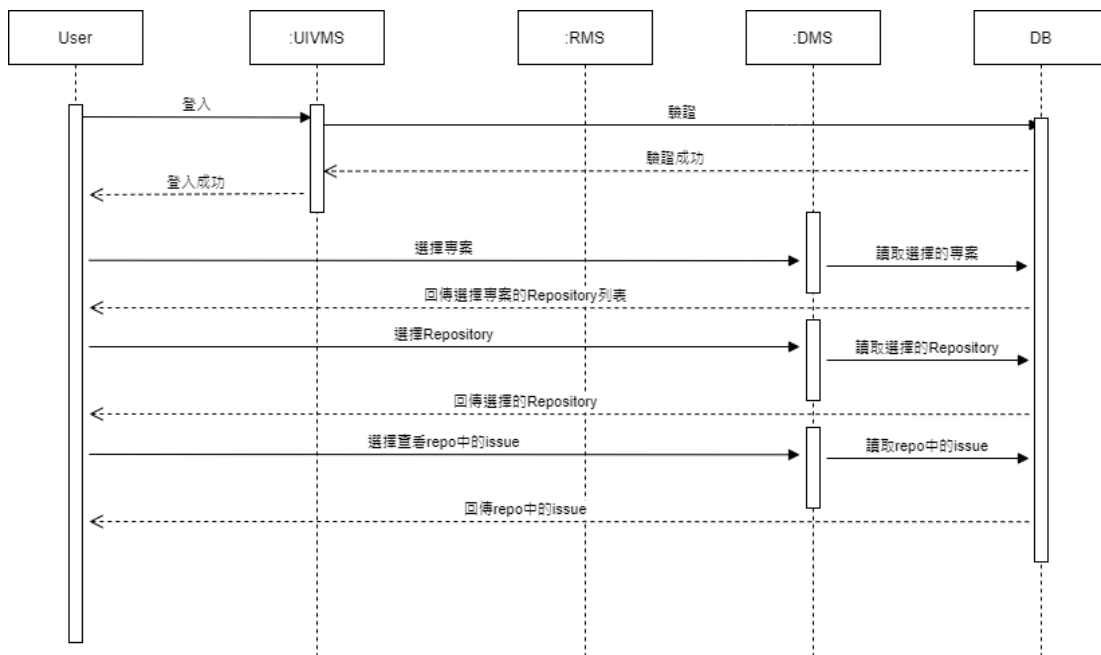 User
:UIVMS
:RMS
:DMS
DB
登入
驗證
驗證成功
登入成功
選擇專案
讀取選擇的專案
回傳選擇專案的Repository列表
選擇Repository
讀取選擇的Repository
回傳選擇的Repository
選擇查看repo中的issue
讀取repo中的issue
回傳repo中的issue